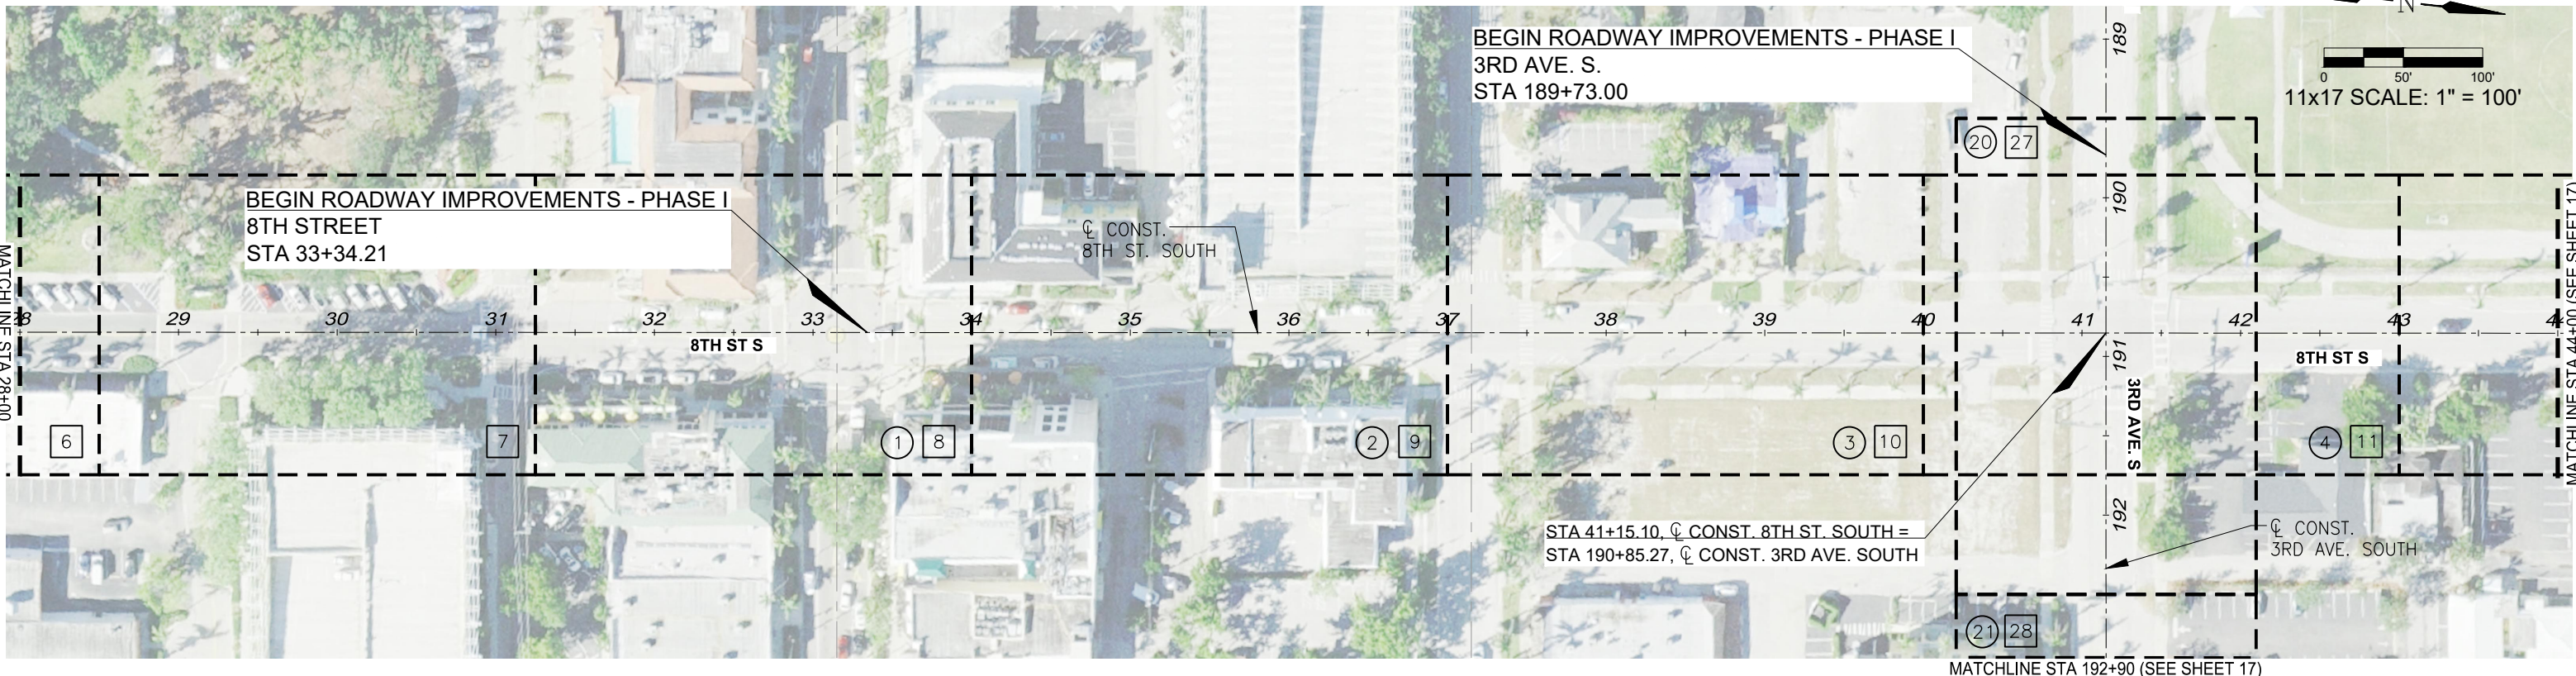 N
BEGIN ROADWAY IMPROVEMENTS - PHASE I
3RD AVE. S.
STA 189+73.00
189
0 50' 100'
11x17 SCALE: 1" = 100'
20 27
BEGIN ROADWAY IMPROVEMENTS - PHASE I
8TH STREET
STA 33+34.21
190
℄ CONST.
8TH ST. SOUTH
MATCHLINE STA 28+00
MATCHLINE STA 44+00 (SEE SHEET 17)
28 29 30 31 32 33 34 35 36 37 38 39 40 41 42 43 44
8TH ST S
8TH ST S
191
3RD AVE. S
6
7
1 8
2 9
3 10
4 11
192
STA 41+15.10, ℄ CONST. 8TH ST. SOUTH =
STA 190+85.27, ℄ CONST. 3RD AVE. SOUTH
℄ CONST.
3RD AVE. SOUTH
21 28
MATCHLINE STA 192+90 (SEE SHEET 17)